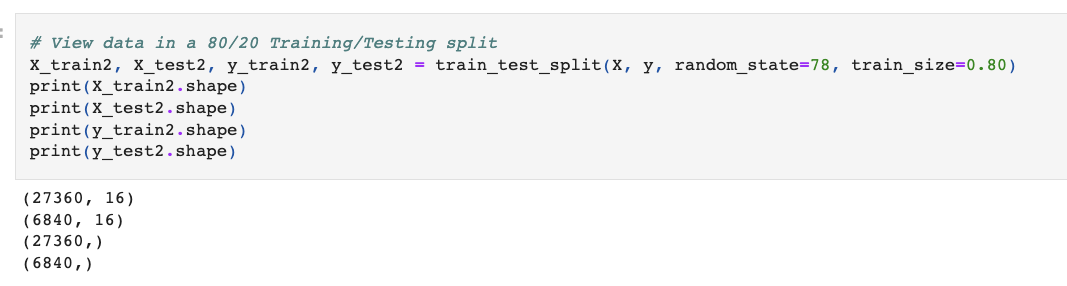 :
# View data in a 80/20 Training/Testing split
X_train2, X_test2, y_train2, y_test2 = train_test_split(X, y, random_state=78, train_size=0.80)
print(X_train2.shape)
print(X_test2.shape)
print(y_train2.shape)
print(y_test2.shape)
(27360, 16)
(6840, 16)
(27360,)
(6840,)